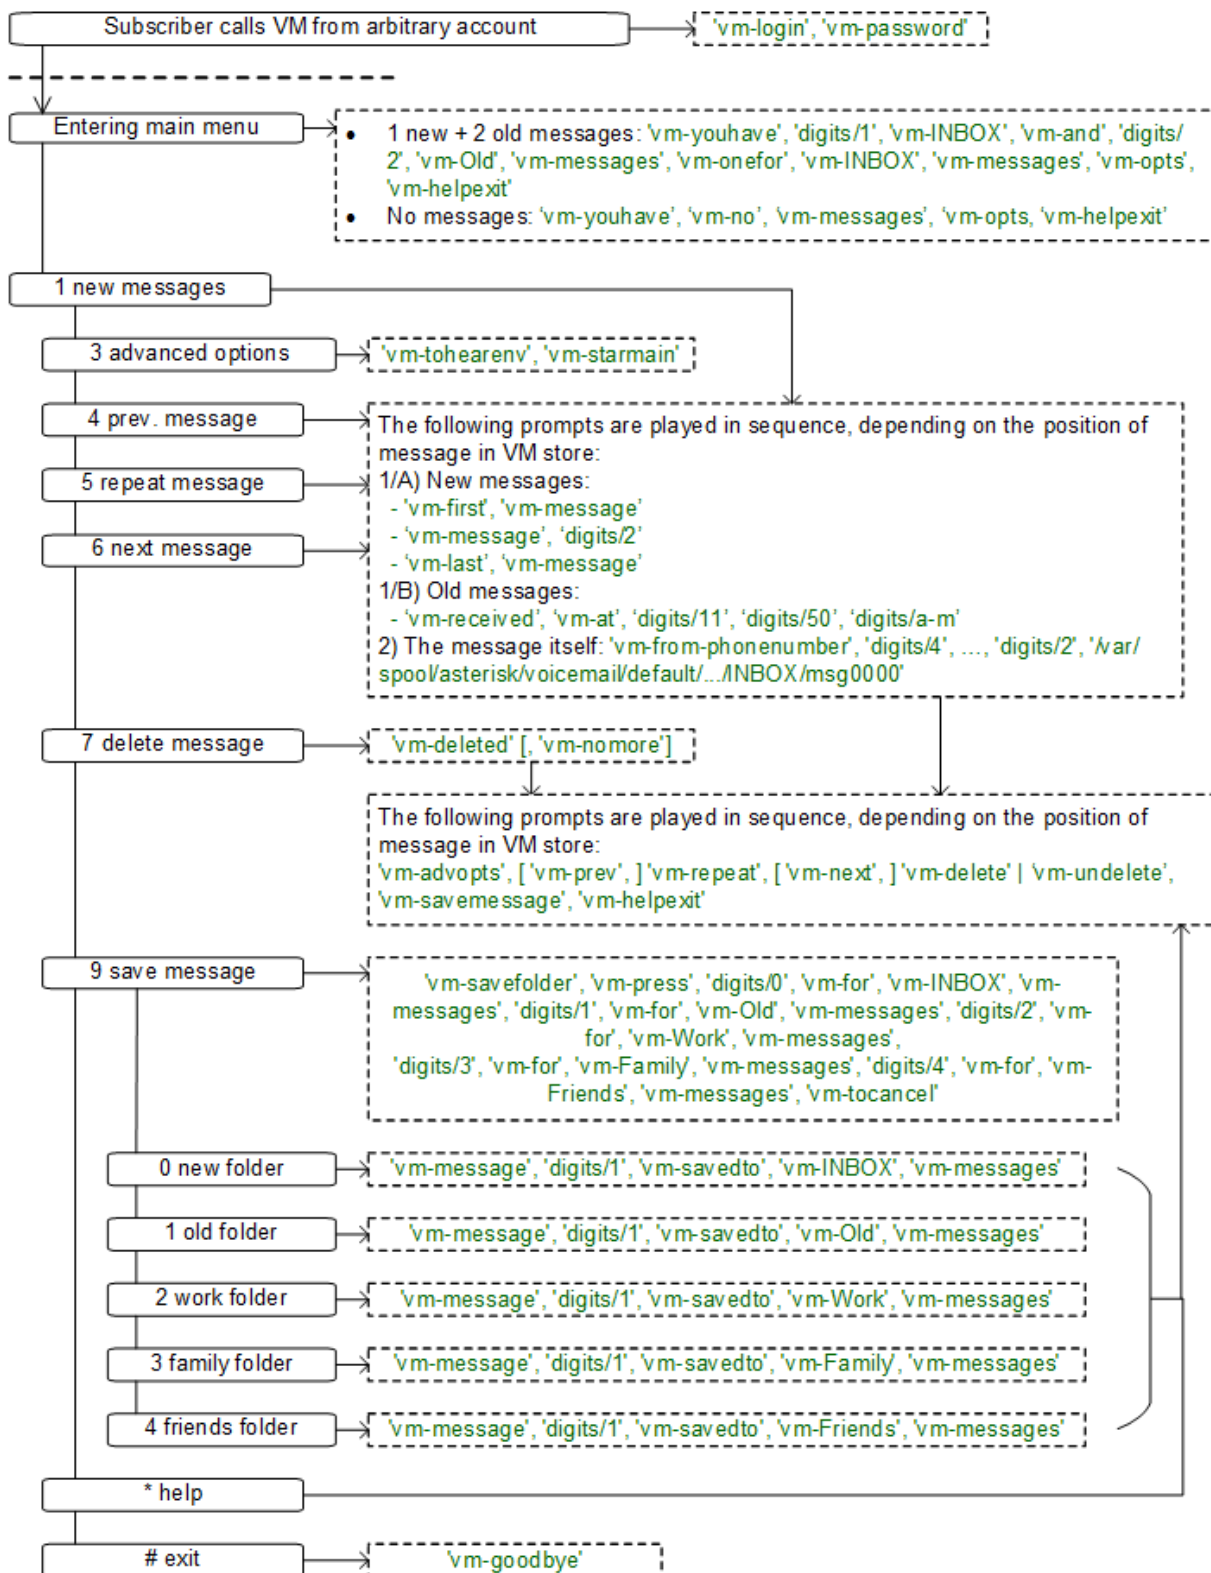 Subscriber calls VM from arbitrary account
'vm-login', 'vm-password'
Entering main menu
• 1 new + 2 old messages: 'vm-youhave', 'digits/1', 'vm-INBOX', 'vm-and', 'digits/
2', 'vm-Old', 'vm-messages', 'vm-onefor', 'vm-INBOX', 'vm-messages', 'vm-opts',
'vm-helpexit'
• No messages: 'vm-youhave', 'vm-no', 'vm-messages', 'vm-opts, 'vm-helpexit'
1 new messages
3 advanced options
'vm-tohearenv', 'vm-starmain'
4 prev. message
5 repeat message
6 next message
The following prompts are played in sequence, depending on the position of
message in VM store:
1/A) New messages:
- 'vm-first', 'vm-message'
- 'vm-message', 'digits/2'
- 'vm-last', 'vm-message'
1/B) Old messages:
- 'vm-received', 'vm-at', 'digits/11', 'digits/50', 'digits/a-m'
2) The message itself: 'vm-from-phonenumber', 'digits/4', ..., 'digits/2', '/var/
spool/asterisk/voicemail/default/.../INBOX/msg0000'
7 delete message
'vm-deleted' [, 'vm-nomore']
The following prompts are played in sequence, depending on the position of
message in VM store:
'vm-advopts', [ 'vm-prev', ] 'vm-repeat', [ 'vm-next', ] 'vm-delete' | 'vm-undelete',
'vm-savemessage', 'vm-helpexit'
9 save message
'vm-savefolder', 'vm-press', 'digits/0', 'vm-for', 'vm-INBOX', 'vm-
messages', 'digits/1', 'vm-for', 'vm-Old', 'vm-messages', 'digits/2', 'vm-
for', 'vm-Work', 'vm-messages',
'digits/3', 'vm-for', 'vm-Family', 'vm-messages', 'digits/4', 'vm-for', 'vm-
Friends', 'vm-messages', 'vm-tocancel'
0 new folder
'vm-message', 'digits/1', 'vm-savedto', 'vm-INBOX', 'vm-messages'
1 old folder
'vm-message', 'digits/1', 'vm-savedto', 'vm-Old', 'vm-messages'
2 work folder
'vm-message', 'digits/1', 'vm-savedto', 'vm-Work', 'vm-messages'
3 family folder
'vm-message', 'digits/1', 'vm-savedto', 'vm-Family', 'vm-messages'
4 friends folder
'vm-message', 'digits/1', 'vm-savedto', 'vm-Friends', 'vm-messages'
* help
# exit
'vm-goodbye'